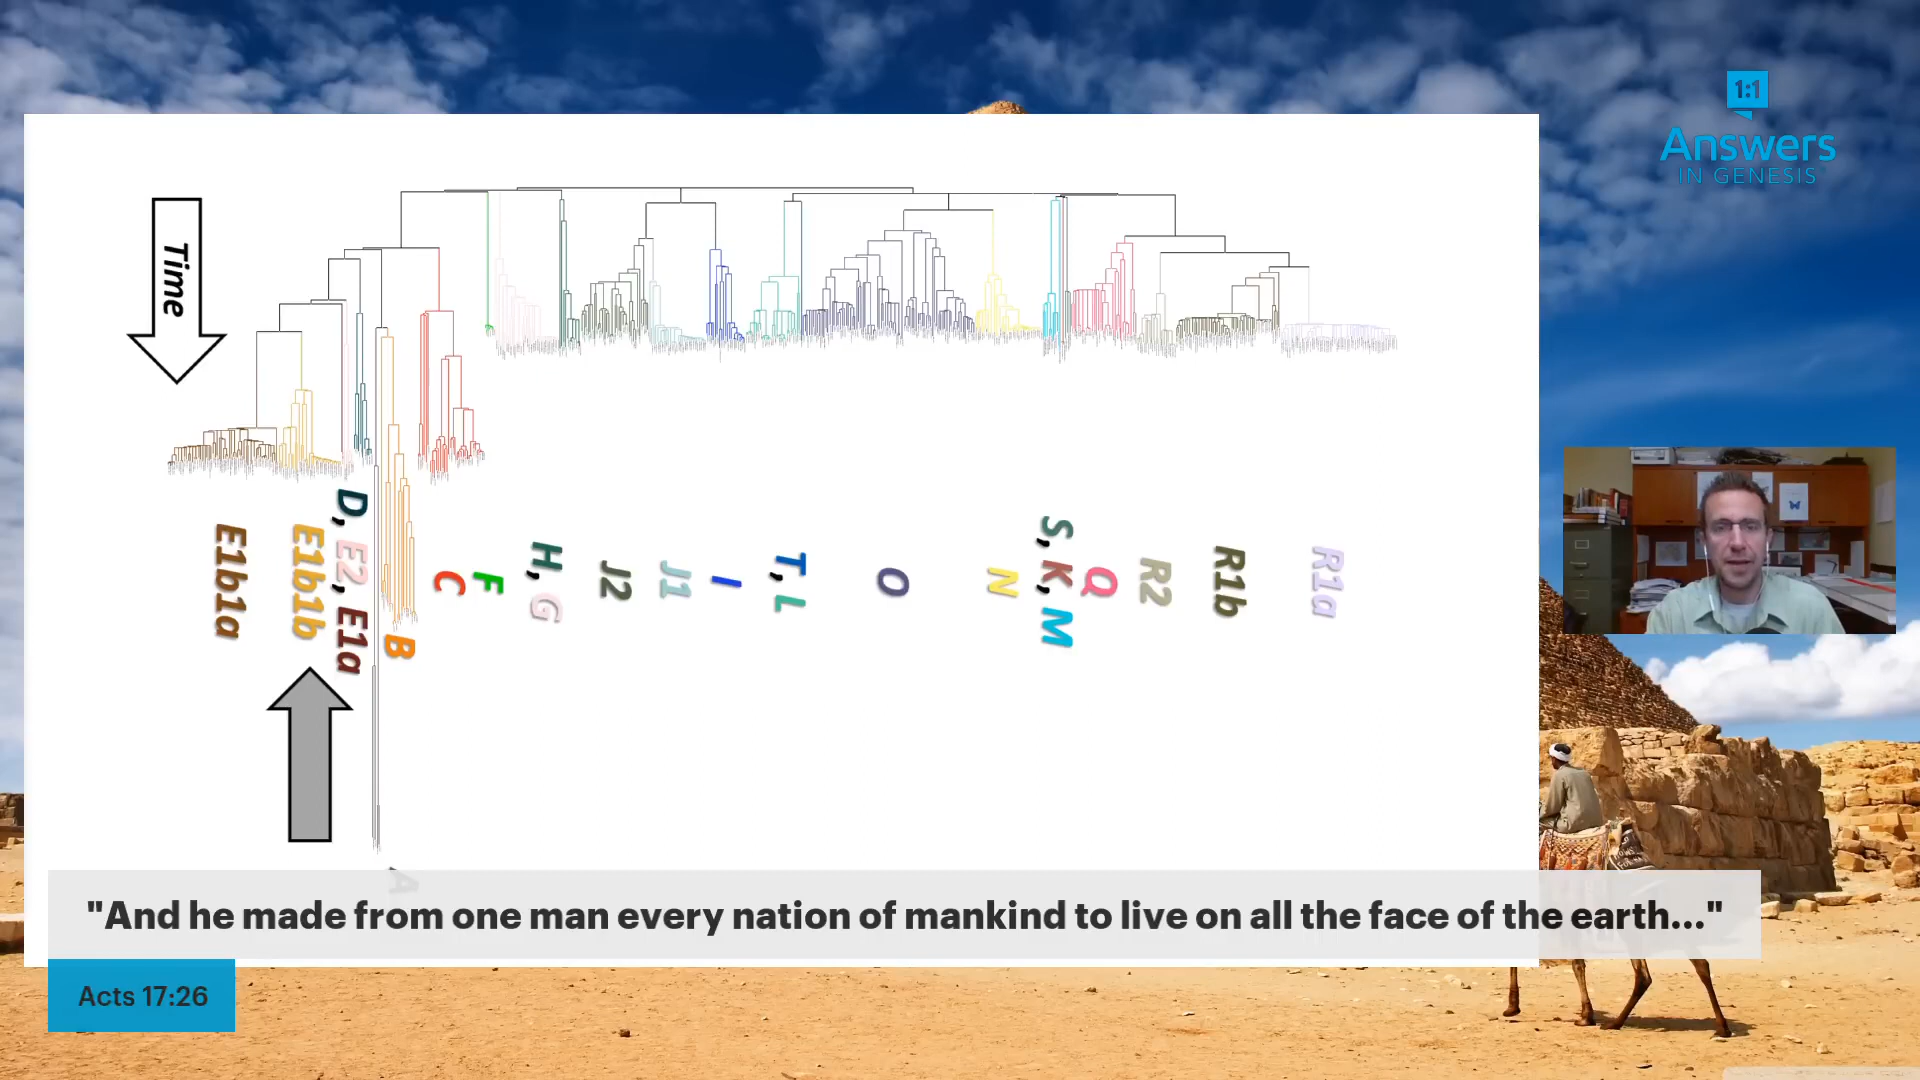 1:1
Answers
IN GENESIS
Time
E1b1a
E1b1b
D, E2, E1a
B
C
F
H, G
J2
J1
I
T, L
O
N
S, K, M
Q
R2
R1b
R1a
A
"And he made from one man every nation of mankind to live on all the face of the earth..."
Acts 17:26